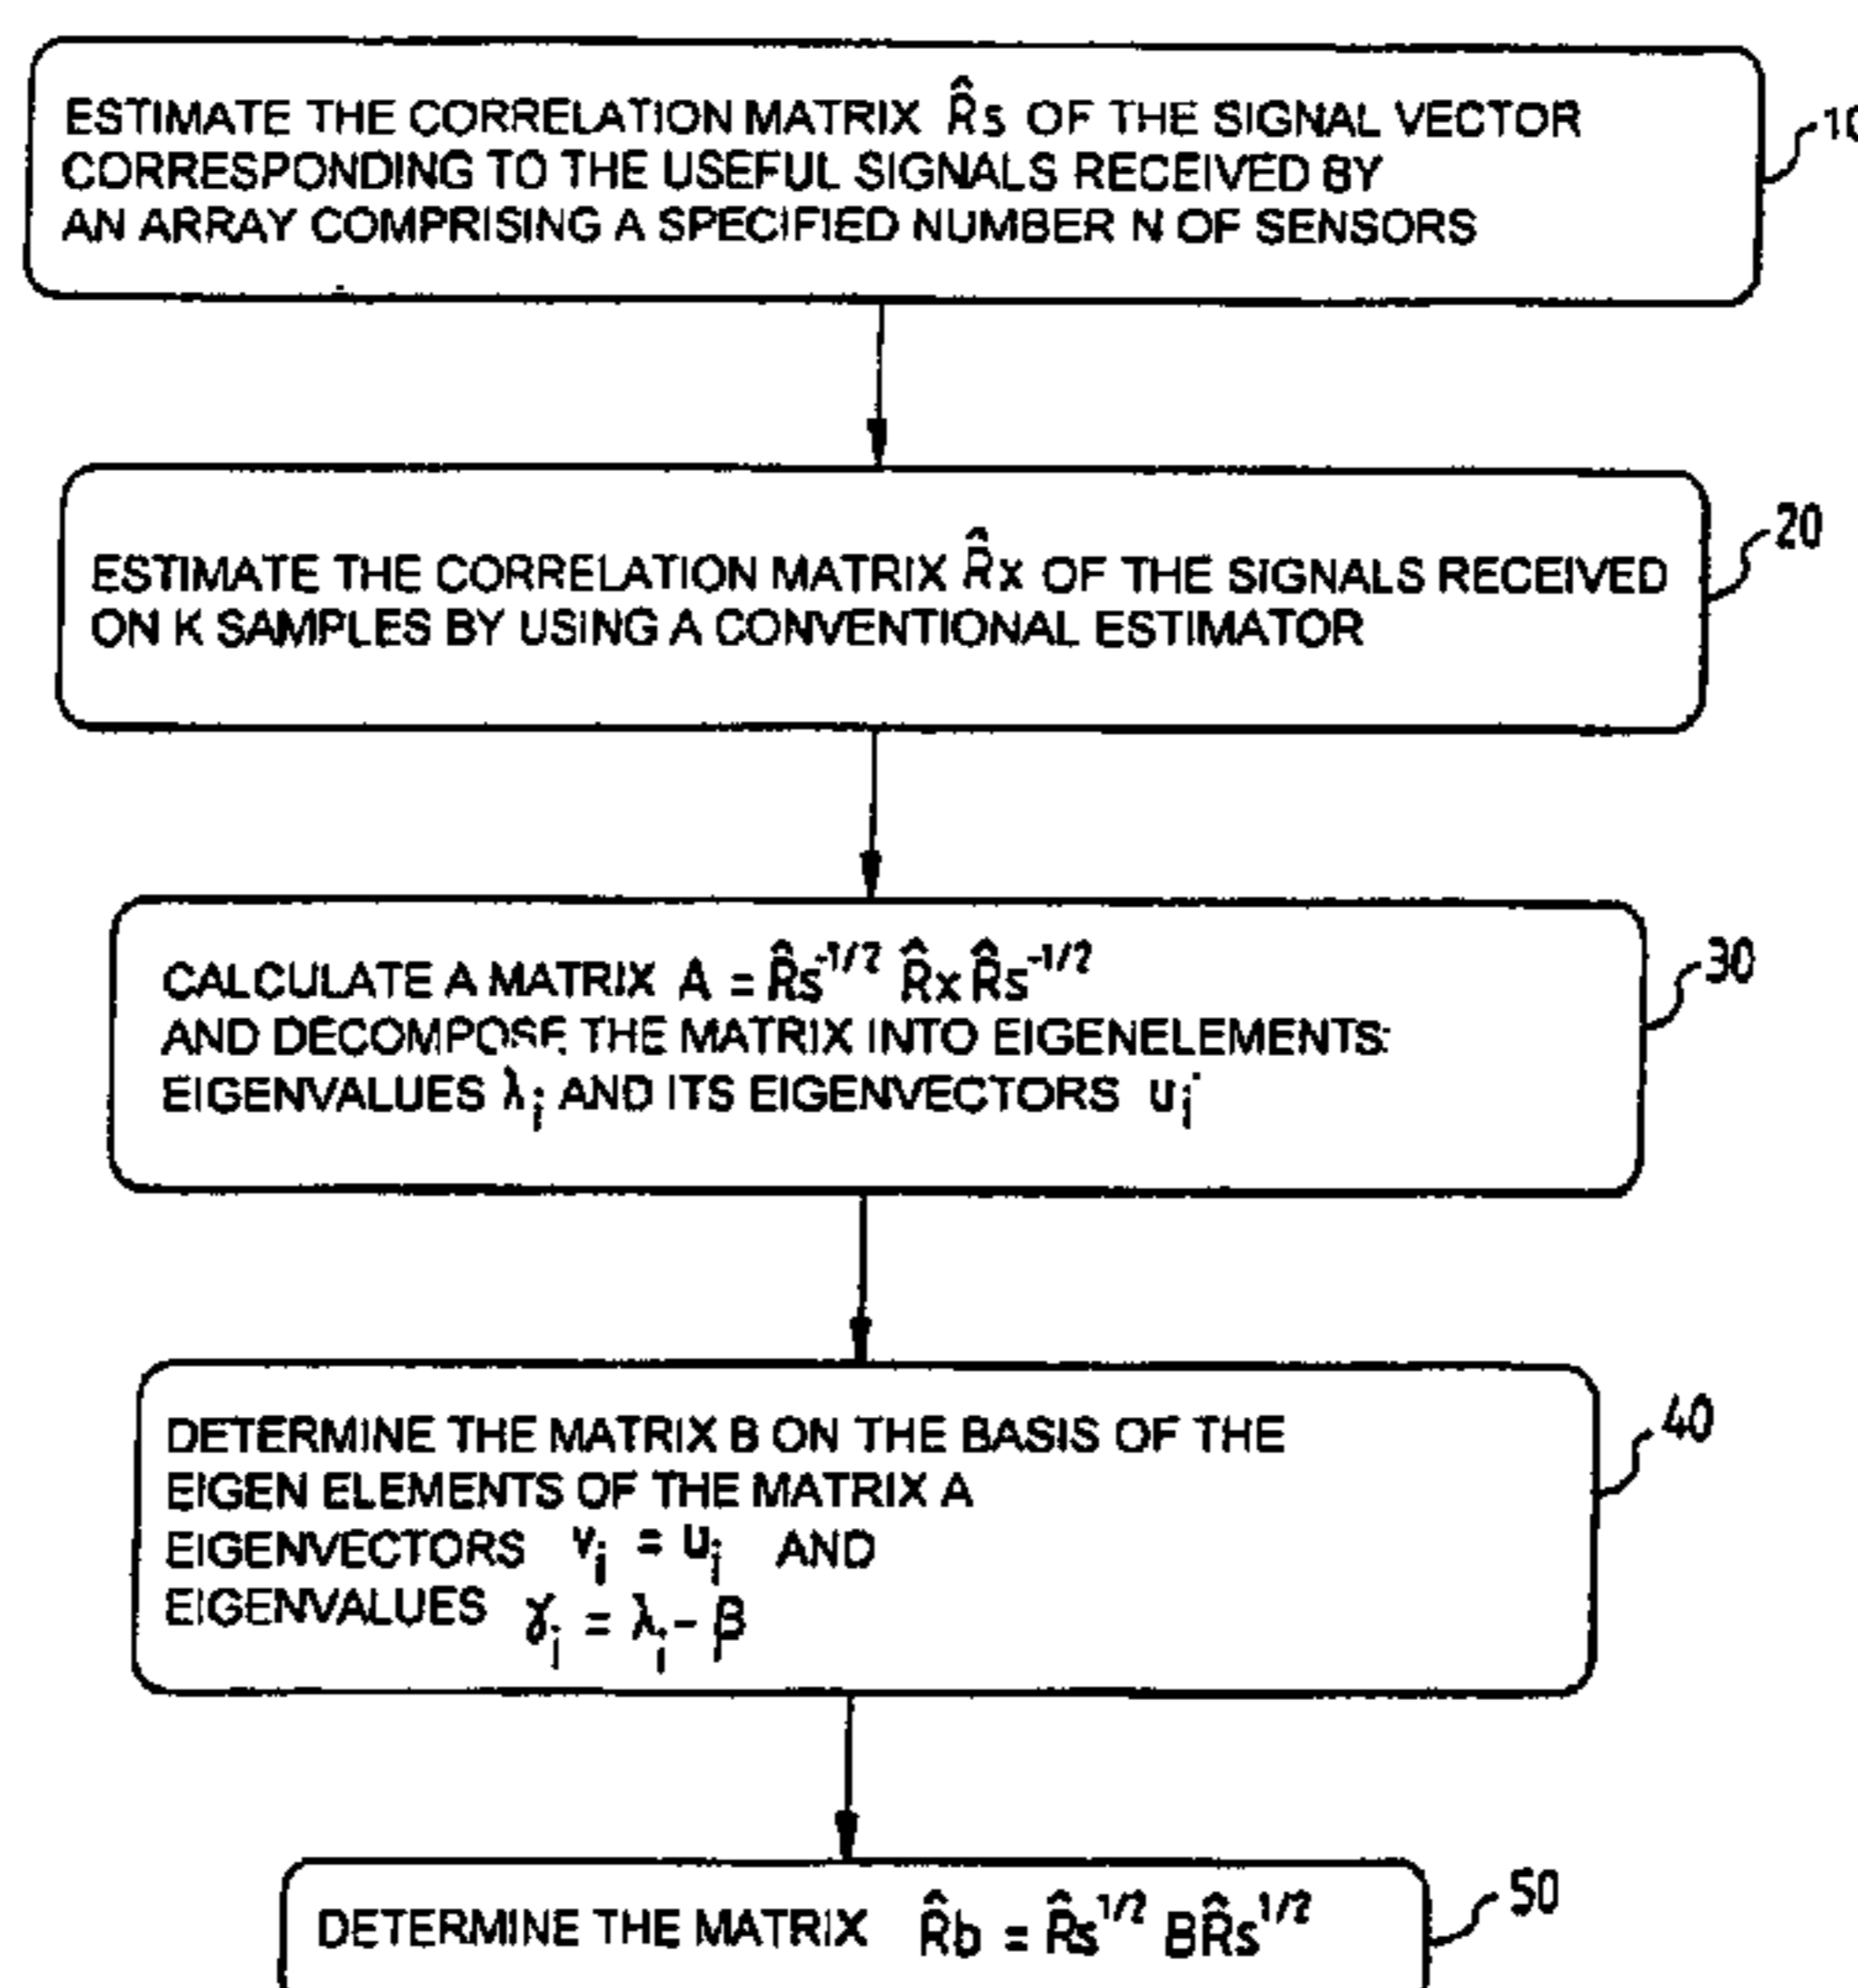 ESTIMATE THE CORRELATION MATRIX R̂s OF THE SIGNAL VECTOR
CORRESPONDING TO THE USEFUL SIGNALS RECEIVED BY
AN ARRAY COMPRISING A SPECIFIED NUMBER N OF SENSORS
10
ESTIMATE THE CORRELATION MATRIX R̂x OF THE SIGNALS RECEIVED
ON K SAMPLES BY USING A CONVENTIONAL ESTIMATOR
20
CALCULATE A MATRIX A = R̂s⁻¹/² R̂x R̂s⁻¹/²
AND DECOMPOSE THE MATRIX INTO EIGENELEMENTS:
EIGENVALUES λᵢ AND ITS EIGENVECTORS uᵢ
30
DETERMINE THE MATRIX B ON THE BASIS OF THE
EIGEN ELEMENTS OF THE MATRIX A
EIGENVECTORS vᵢ = uᵢ AND
EIGENVALUES γᵢ = λᵢ - β
40
DETERMINE THE MATRIX R̂b = R̂s¹/² BR̂s¹/²
50